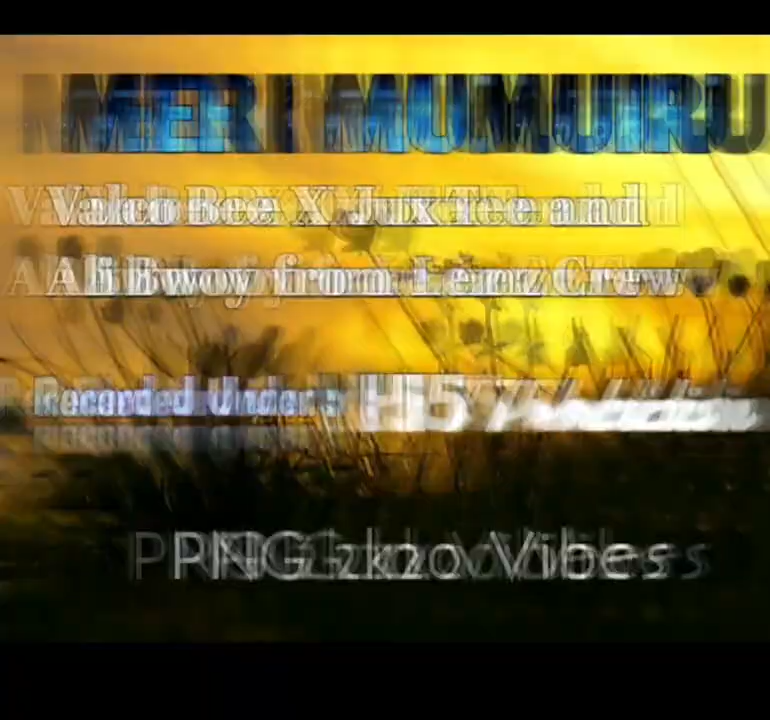 MERI MUMUIRU
Valco Bee X Jux Tee and
Ali Bwoy from Lenz Crew
Recorded Under
PNG 2k20 Vibes